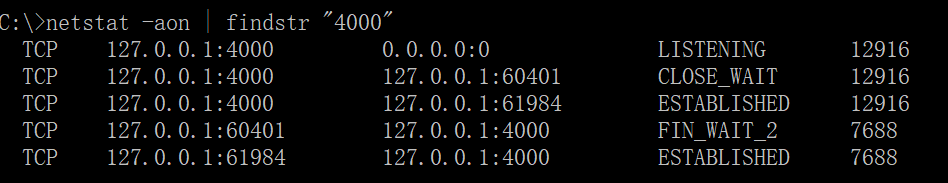 C:\>netstat -aon | findstr "4000"
TCP 127.0.0.1:4000 0.0.0.0:0 LISTENING 12916
TCP 127.0.0.1:4000 127.0.0.1:60401 CLOSE_WAIT 12916
TCP 127.0.0.1:4000 127.0.0.1:61984 ESTABLISHED 12916
TCP 127.0.0.1:60401 127.0.0.1:4000 FIN_WAIT_2 7688
TCP 127.0.0.1:61984 127.0.0.1:4000 ESTABLISHED 7688